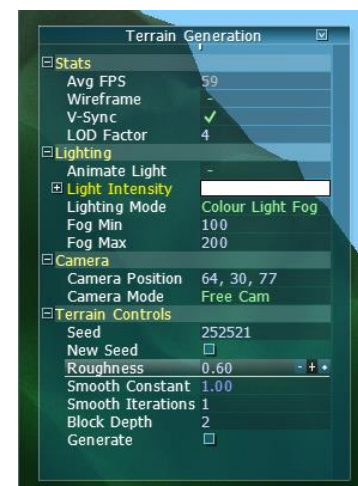 Terrain Generation
Stats
Avg FPS 59
Wireframe -
V-Sync ✓
LOD Factor 4
Lighting
Animate Light -
Light Intensity
Lighting Mode Colour Light Fog
Fog Min 100
Fog Max 200
Camera
Camera Position 64, 30, 77
Camera Mode Free Cam
Terrain Controls
Seed 252521
New Seed
Roughness 0.60
Smooth Constant 1.00
Smooth Iterations 1
Block Depth 2
Generate